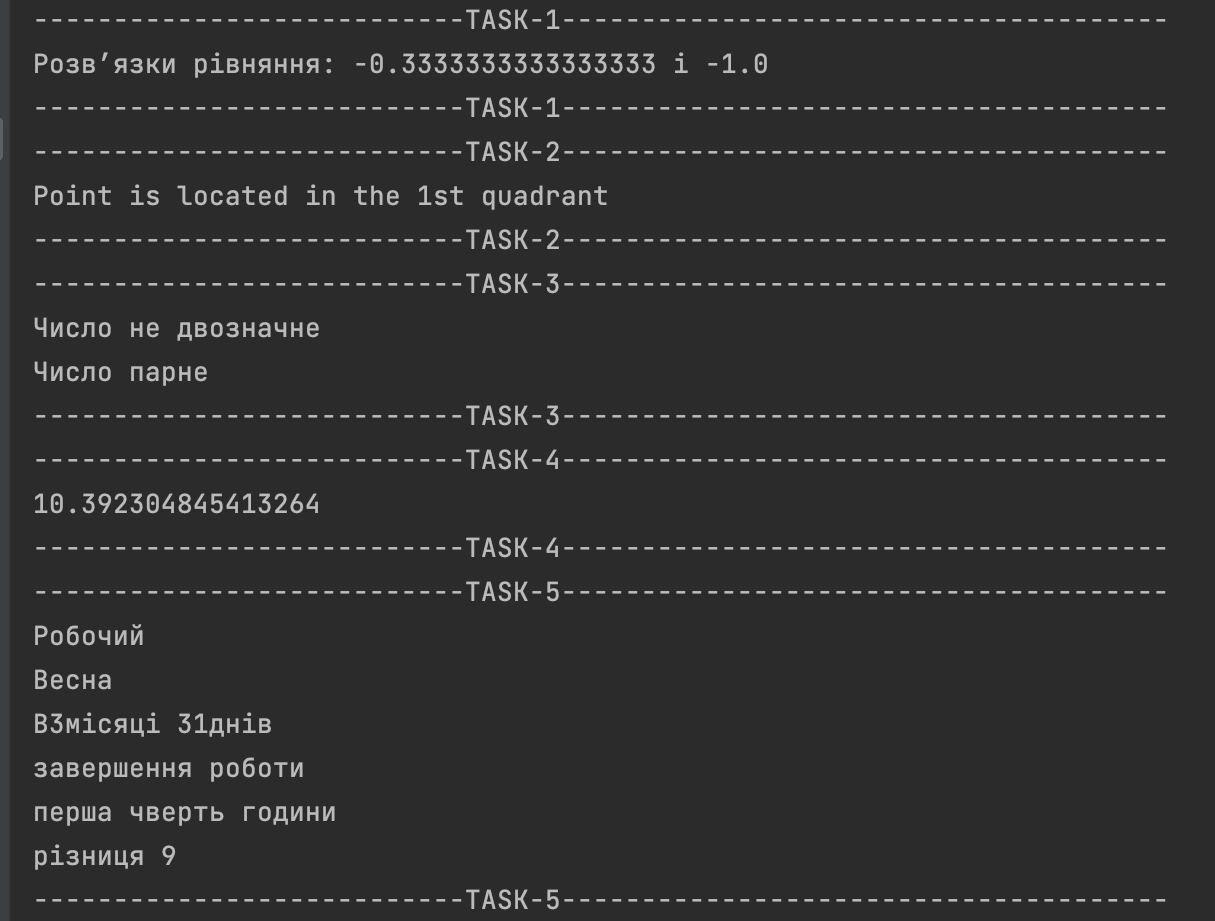 ---------------------------TASK-1--------------------------------------
Розв’язки рівняння: -0.3333333333333333 і -1.0
---------------------------TASK-1--------------------------------------
---------------------------TASK-2--------------------------------------
Point is located in the 1st quadrant
---------------------------TASK-2--------------------------------------
---------------------------TASK-3--------------------------------------
Число не двозначне
Число парне
---------------------------TASK-3--------------------------------------
---------------------------TASK-4--------------------------------------
10.392304845413264
---------------------------TASK-4--------------------------------------
---------------------------TASK-5--------------------------------------
Робочий
Весна
В3місяці 31днів
завершення роботи
перша чверть години
різниця 9
---------------------------TASK-5--------------------------------------